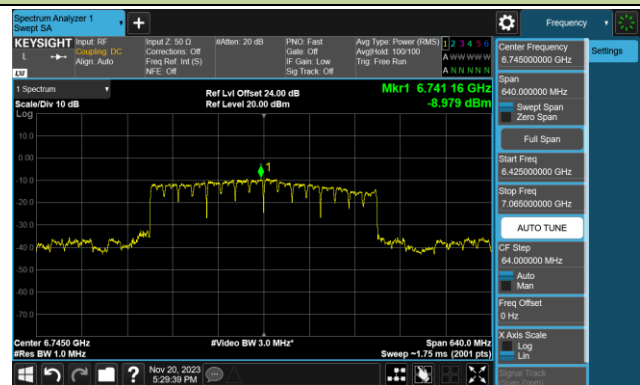 Spectrum Analyzer 1
Swept SA
Frequency
KEYSIGHT
Input: RF
Coupling: DC
Align: Auto
Input Z: 50 Ω
Corrections: Off
Freq Ref: Int (S)
NFE: Off
#Atten: 20 dB
PNO: Fast
Gate: Off
IF Gain: Low
Sig Track: Off
Avg Type: Power (RMS)
Avg|Hold: 100/100
Trig: Free Run
1 2 3 4 5 6
A W W W W W
A N N N N N
L
LXI
1 Spectrum
Scale/Div 10 dB
Log
Ref Lvl Offset 24.00 dB
Ref Level 20.00 dBm
Mkr1 6.741 16 GHz
-8.979 dBm
10.0
0.00
-10.0
-20.0
-30.0
-40.0
-50.0
-60.0
-70.0
1
Center 6.7450 GHz
#Res BW 1.0 MHz
#Video BW 3.0 MHz*
Span 640.0 MHz
Sweep ~1.75 ms (2001 pts)
Nov 20, 2023
5:29:39 PM
Center Frequency
6.745000000 GHz
Settings
Span
640.000000 MHz
Swept Span
Zero Span
Full Span
Start Freq
6.425000000 GHz
Stop Freq
7.065000000 GHz
AUTO TUNE
CF Step
64.000000 MHz
Auto
Man
Freq Offset
0 Hz
X Axis Scale
Log
Lin
Signal Track
(Span Zoom)